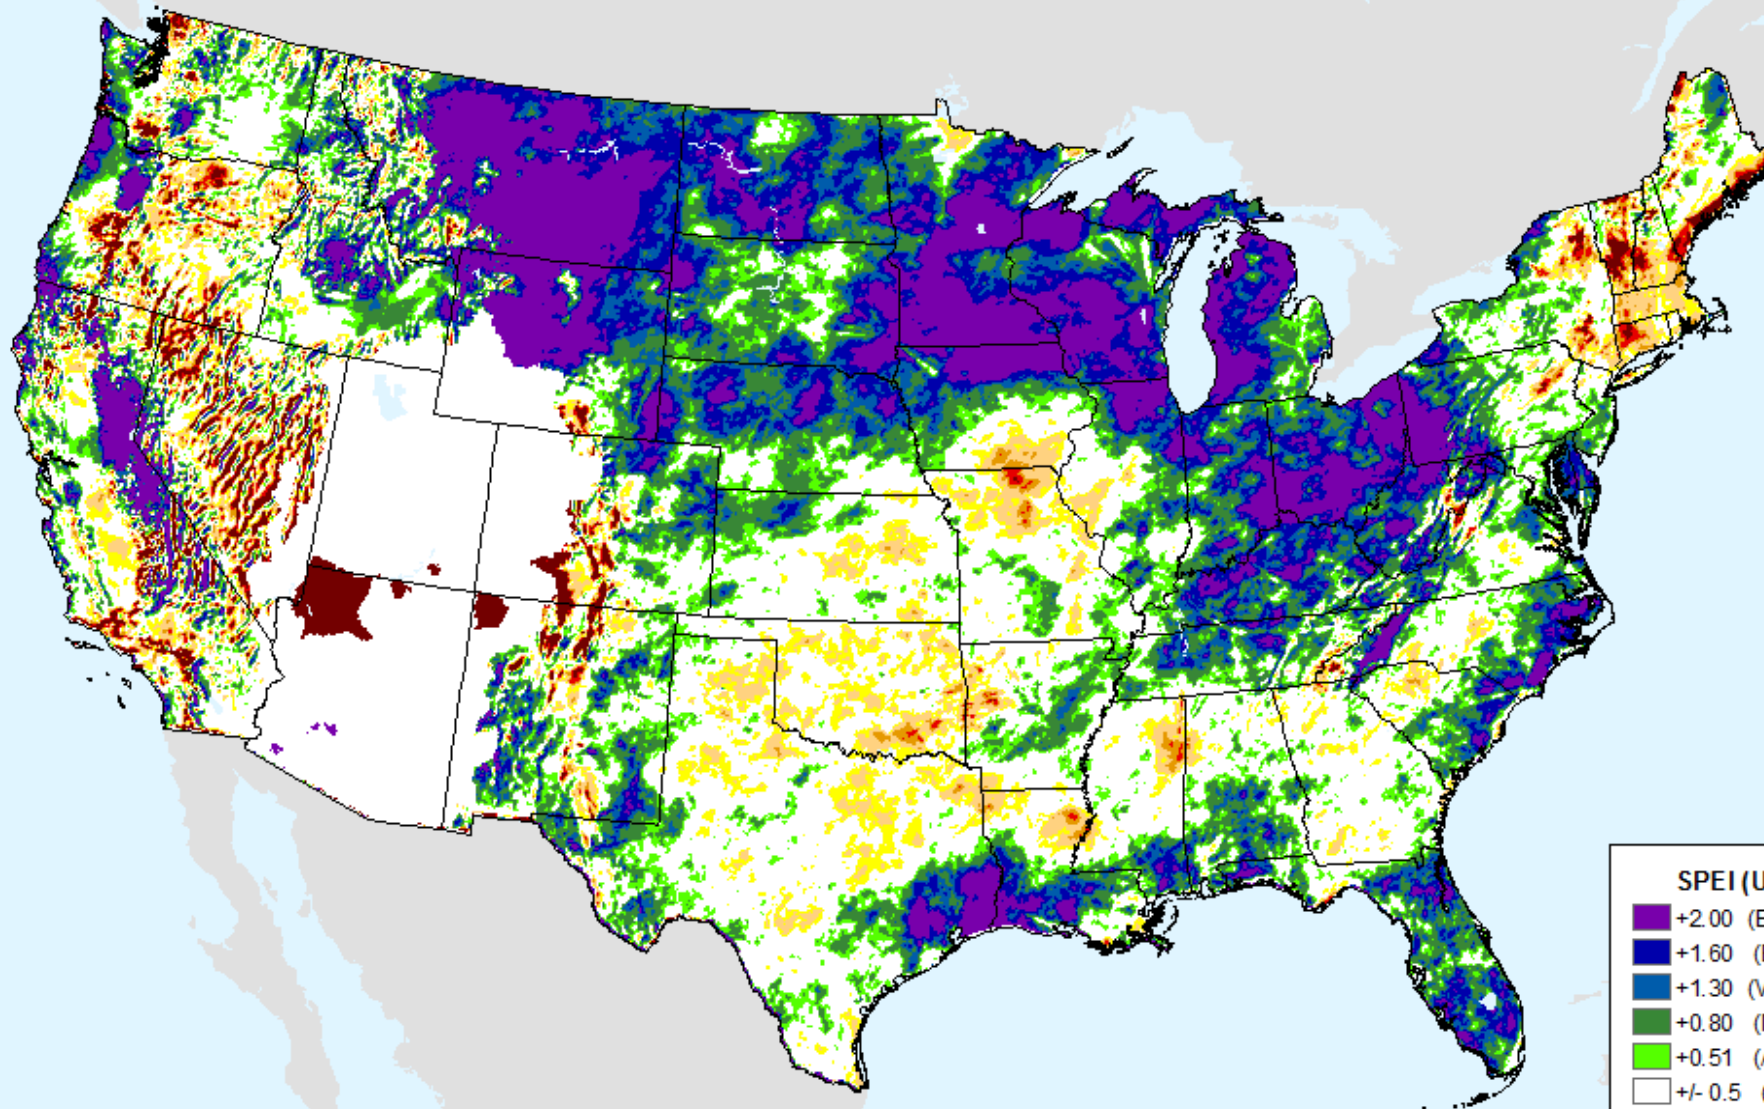 SPEI (U
+2.00 (E
+1.60 (
+1.30 (V
+0.80 (
+0.51 (
+/- 0.5 (